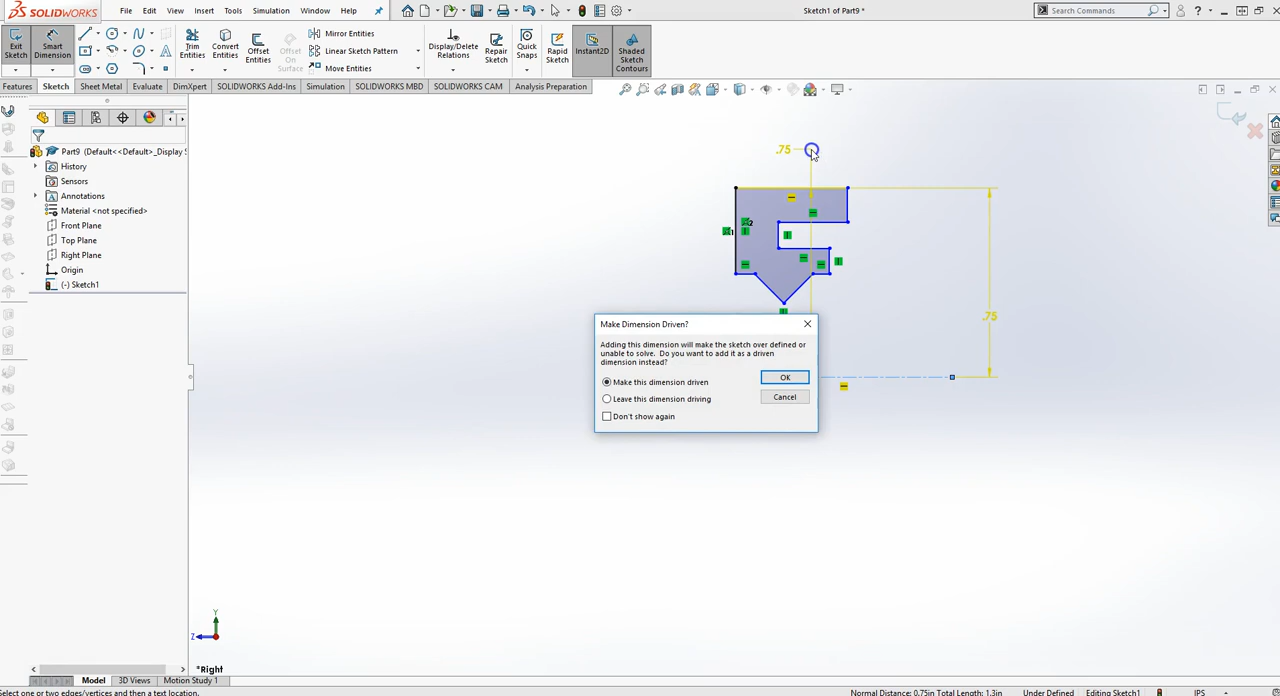 SOLIDWORKS File Edit View Insert Tools Simulation Window Help Sketch1 of Part9 * Search Commands ?
Exit Sketch
Smart Dimension
Trim Entities
Convert Entities
Offset Entities
Offset On Surface
Mirror Entities
Linear Sketch Pattern
Move Entities
Display/Delete Relations
Repair Sketch
Quick Snaps
Rapid Sketch
Instant2D
Shaded Sketch Contours
Features Sketch Sheet Metal Evaluate DimXpert SOLIDWORKS Add-Ins Simulation SOLIDWORKS MBD SOLIDWORKS CAM Analysis Preparation
Part9 (Default<<Default>_Display S
History
Sensors
Annotations
Material <not specified>
Front Plane
Top Plane
Right Plane
Origin
(-) Sketch1
.75
2
1
.75
Make Dimension Driven?
Adding this dimension will make the sketch over defined or
unable to solve. Do you want to add it as a driven
dimension instead?
Make this dimension driven
Leave this dimension driving
Don't show again
OK
Cancel
Y
Z
*Right
Model 3D Views Motion Study 1
Select one or two edges/vertices and then a text location. Normal Distance: 0.75in Total Length: 1.3in Under Defined Editing Sketch1 IPS